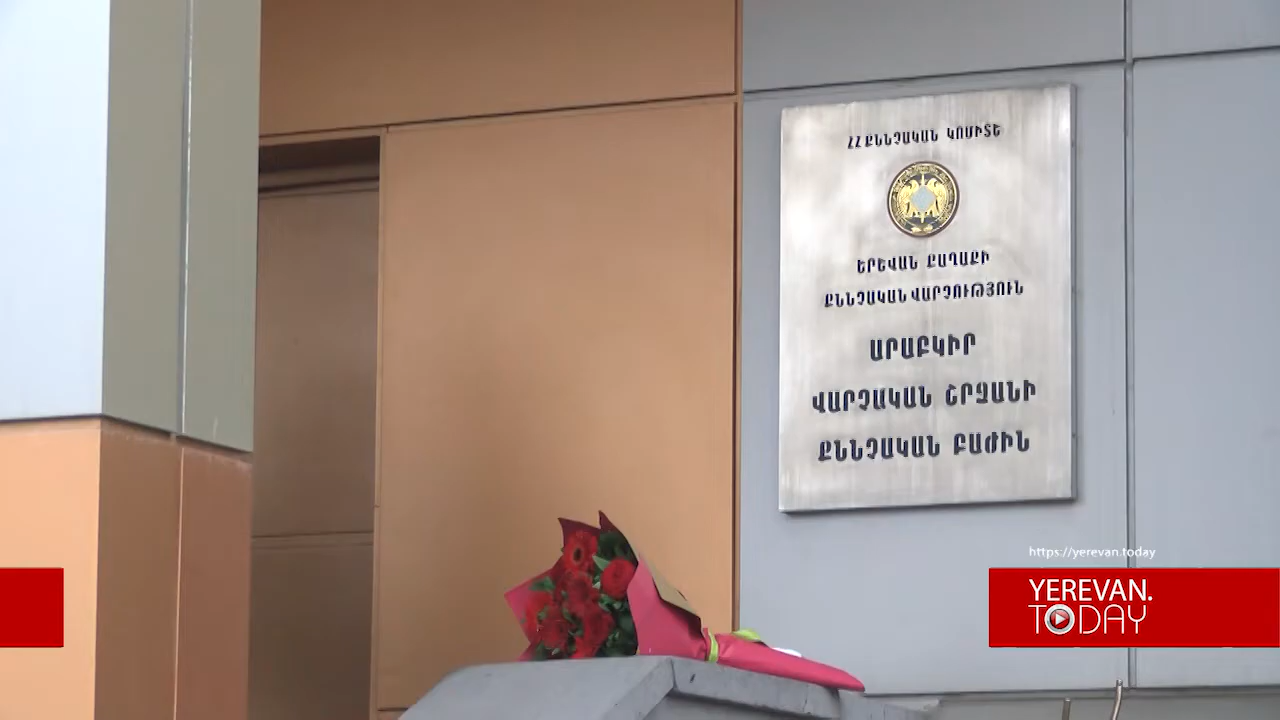 ՀՀ ՔՆՆՉԱԿԱՆ ԿՈՄԻՏԵ
ԵՐԵՎԱՆ ՔԱՂԱՔԻ
ՔՆՆՉԱԿԱՆ ՎԱՐՉՈՒԹՅՈՒՆ
ԱՐԱԲԿԻՐ
ՎԱՐՉԱԿԱՆ ՇՐՋԱՆԻ
ՔՆՆՉԱԿԱՆ ԲԱԺԻՆ
https://yerevan.today
YEREVAN.
TODAY